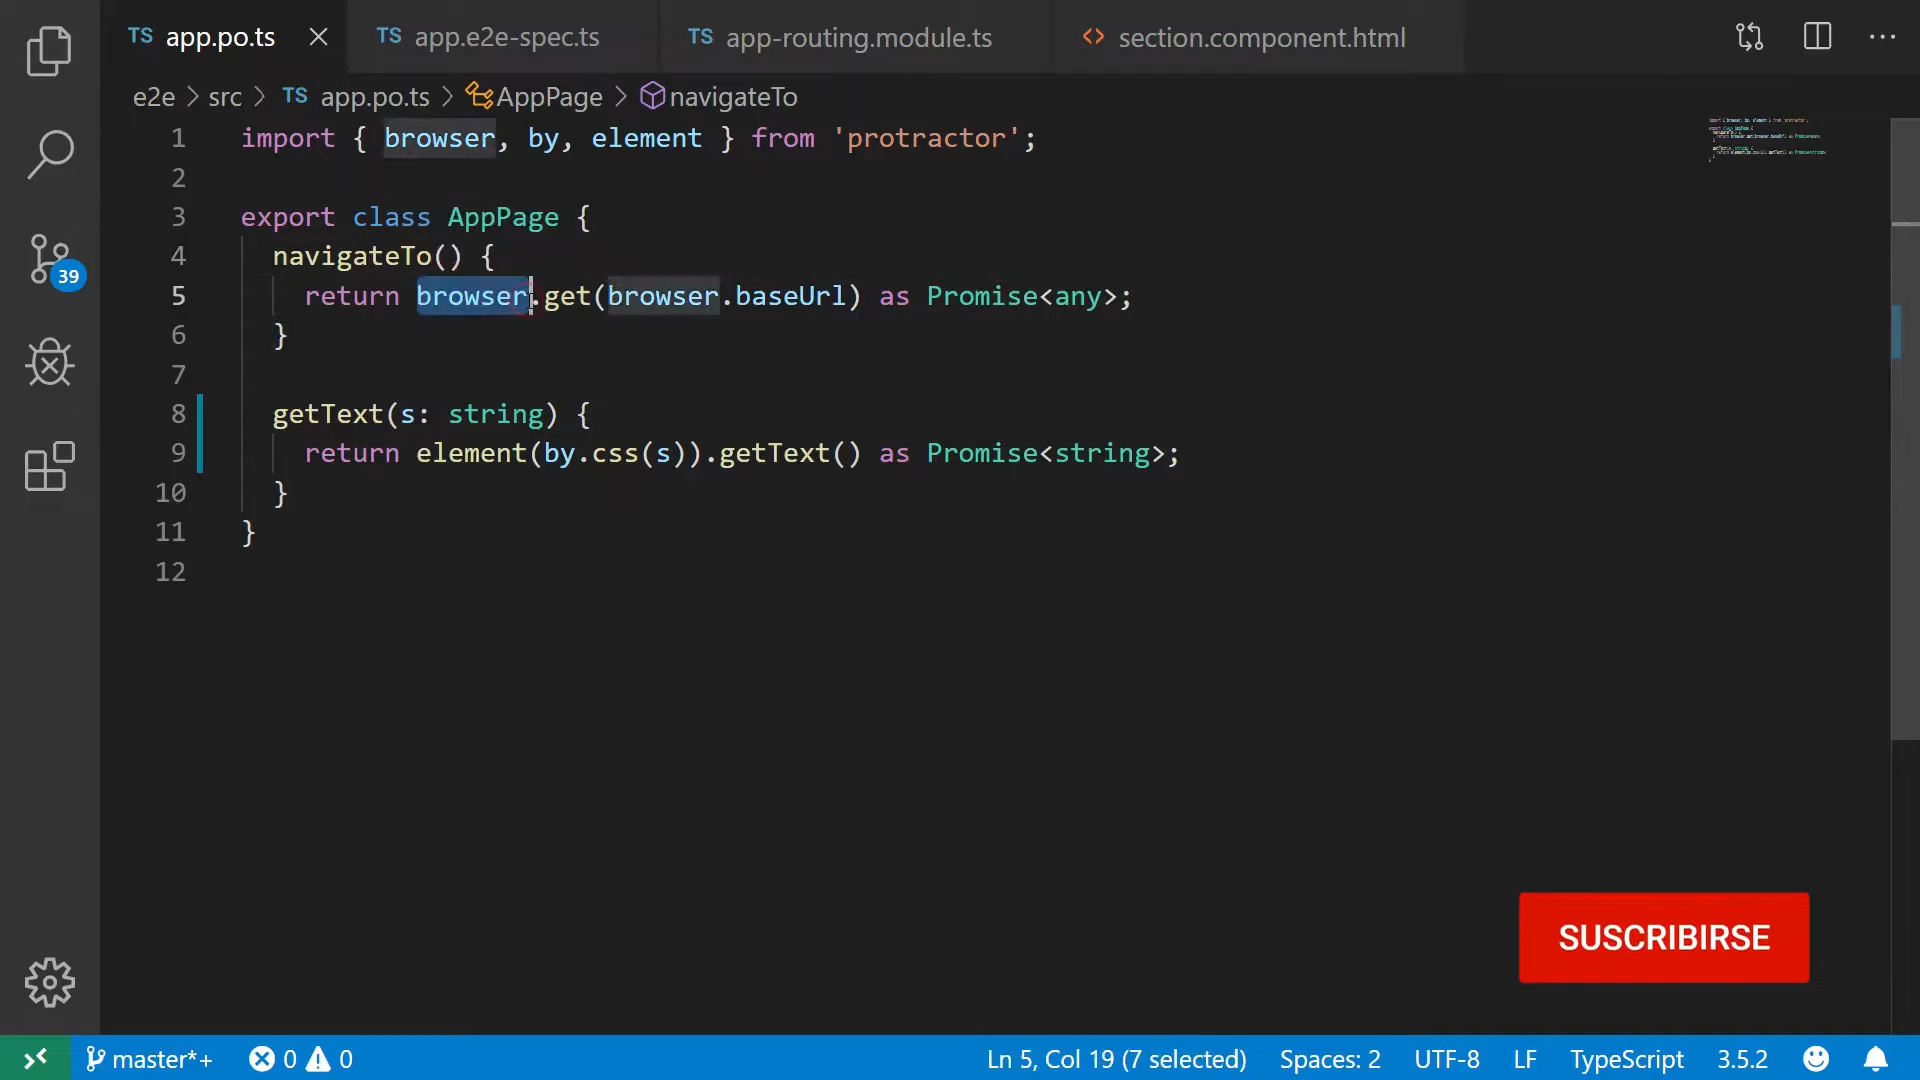 TS app.po.ts TS app.e2e-spec.ts TS app-routing.module.ts <> section.component.html
e2e > src > TS app.po.ts > AppPage > navigateTo
1 import { browser, by, element } from 'protractor';
2
3 export class AppPage {
4 navigateTo() {
5 return browser.get(browser.baseUrl) as Promise<any>;
6 }
7
8 getText(s: string) {
9 return element(by.css(s)).getText() as Promise<string>;
10 }
11 }
12
39
SUSCRIBIRSE
master*+ 0 0 Ln 5, Col 19 (7 selected) Spaces: 2 UTF-8 LF TypeScript 3.5.2